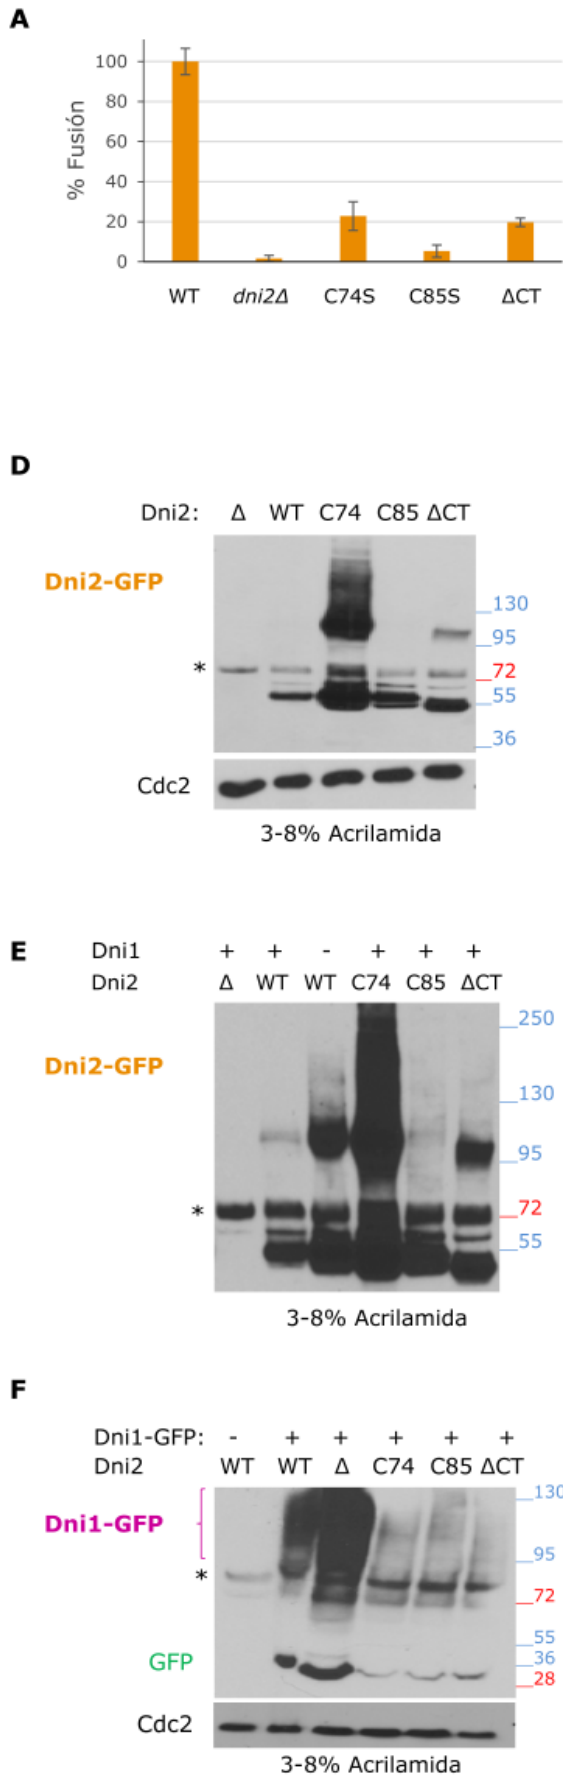 A
100
80
60
40
20
0
% Fusión
WT dni2Δ C74S C85S ΔCT
D
Dni2: Δ WT C74 C85 ΔCT
Dni2-GFP
130
95
* 72
55
36
Cdc2
3-8% Acrilamida
E
Dni1 + + - + + +
Dni2 Δ WT WT C74 C85 ΔCT
250
Dni2-GFP
130
95
* 72
55
3-8% Acrilamida
F
Dni1-GFP: - + + + + +
Dni2 WT WT Δ C74 C85 ΔCT
130
Dni1-GFP
95
*
72
55
GFP 36
28
Cdc2
3-8% Acrilamida